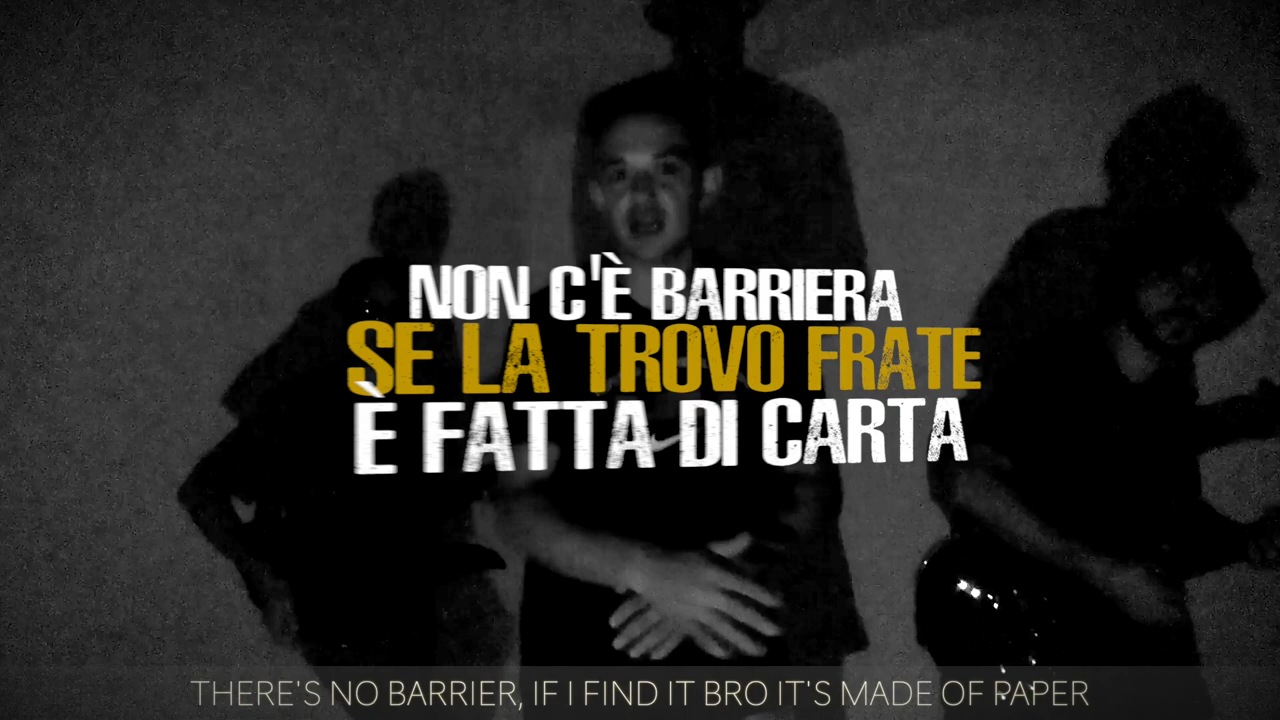 NON C'È BARRIERA
SE LA TROVO FRATE
È FATTA DI CARTA
THERE'S NO BARRIER, IF I FIND IT BRO IT'S MADE OF PAPER